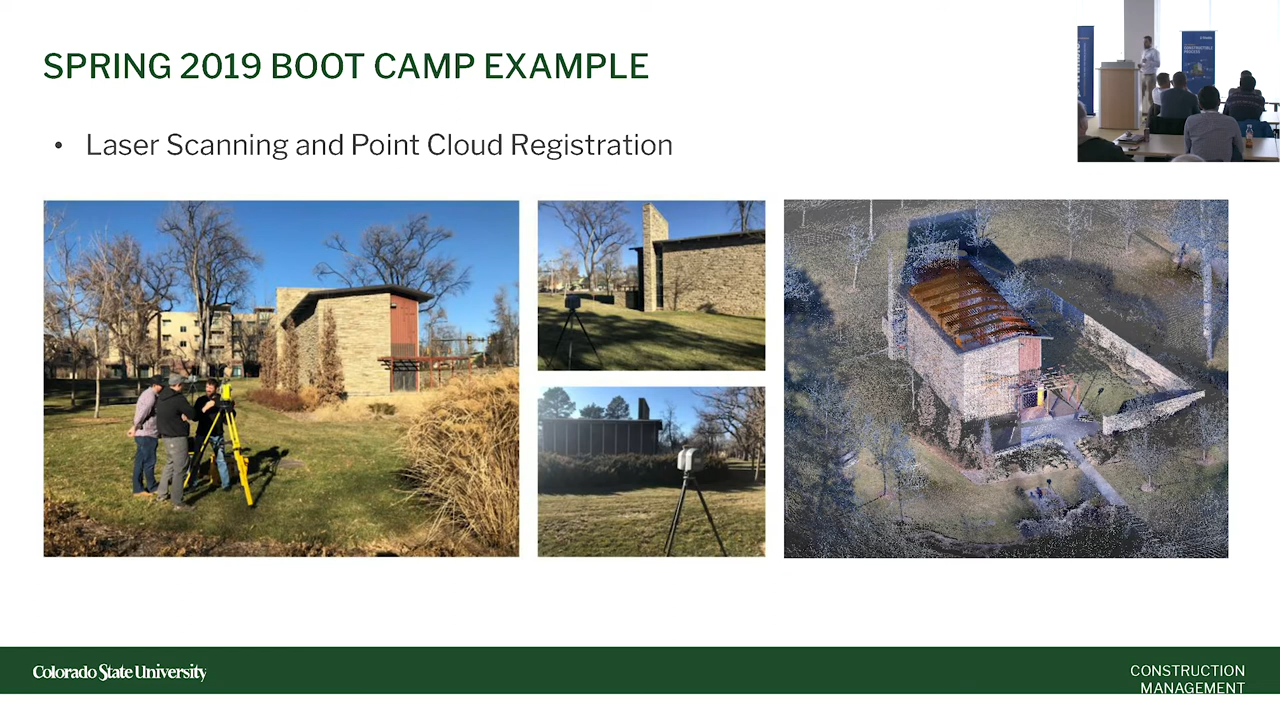 SPRING 2019 BOOT CAMP EXAMPLE
• Laser Scanning and Point Cloud Registration
Colorado State University
CONSTRUCTION
MANAGEMENT